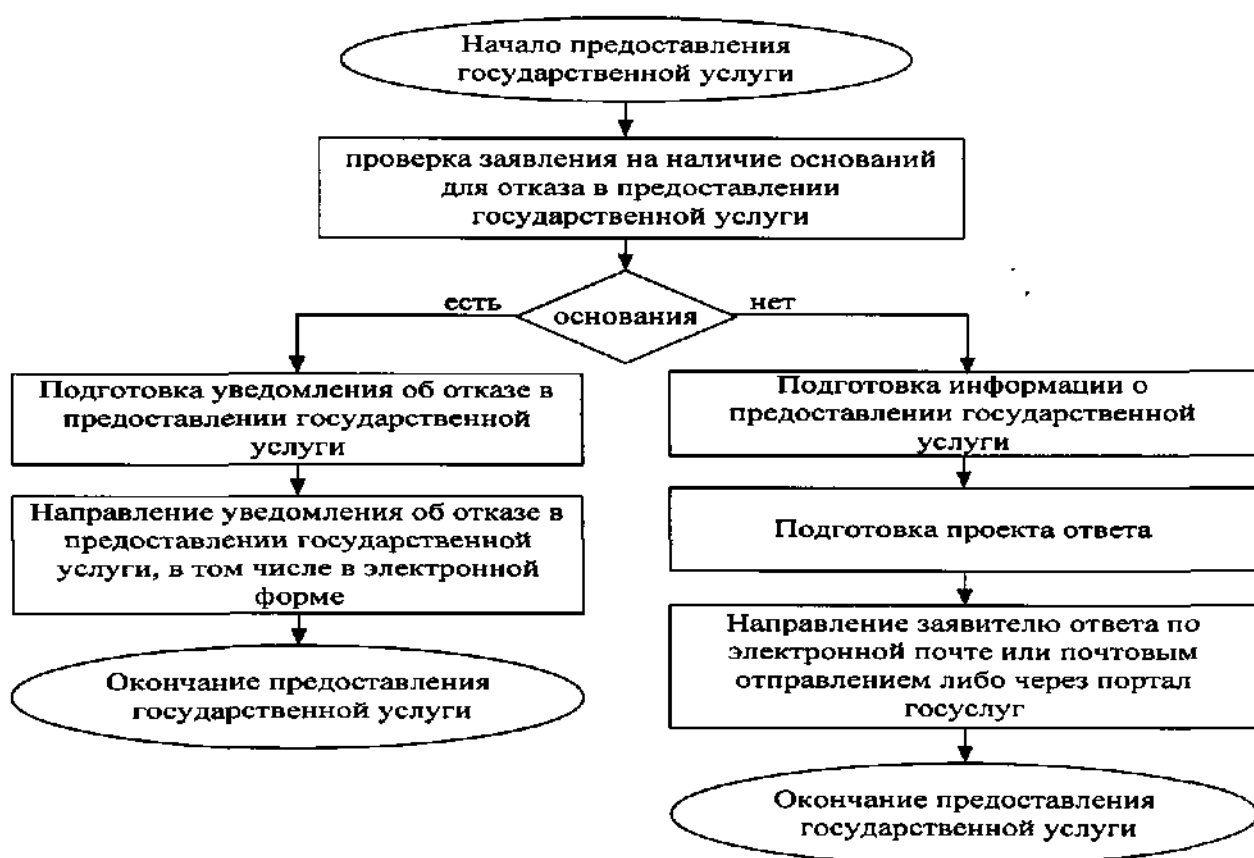 Начало предоставления
государственной услуги
проверка заявления на наличие оснований
для отказа в предоставлении
государственной услуги
есть
основания
нет
Подготовка уведомления об отказе в
предоставлении государственной
услуги
Направление уведомления об отказе в
предоставлении государственной
услуги, в том числе в электронной
форме
Окончание предоставления
государственной услуги
Подготовка информации о
предоставлении государственной
услуги
Подготовка проекта ответа
Направление заявителю ответа по
электронной почте или почтовым
отправлением либо через портал
госуслуг
Окончание предоставления
государственной услуги